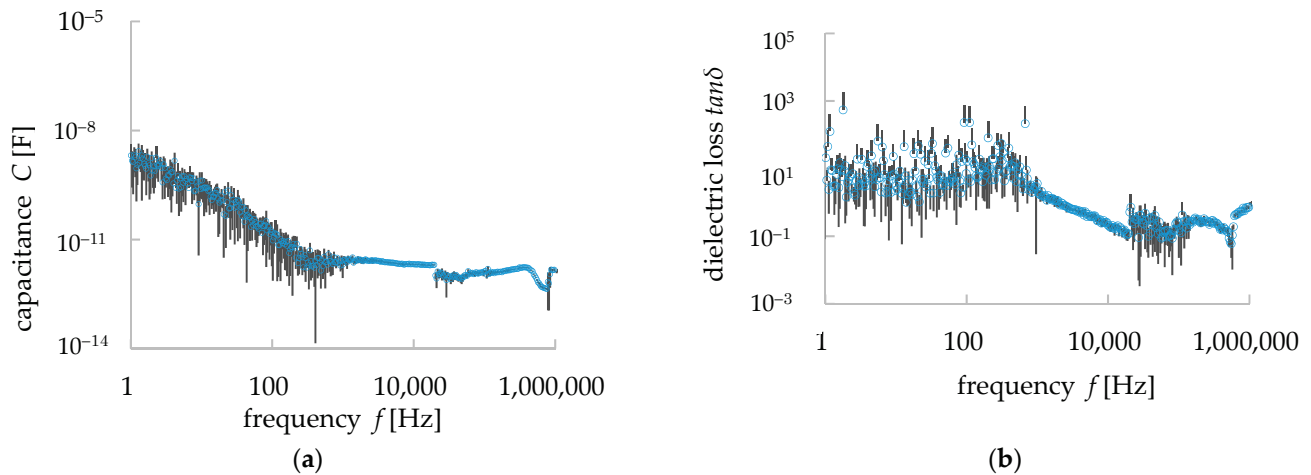 10⁻⁵
10⁻⁸
10⁻¹¹
10⁻¹⁴
capacitance C [F]
1 100 10,000 1,000,000
frequency f [Hz]
(a)
10⁵
10³
10¹
10⁻¹
10⁻³
dielectric loss tanδ
1 100 10,000 1,000,000
frequency f [Hz]
(b)